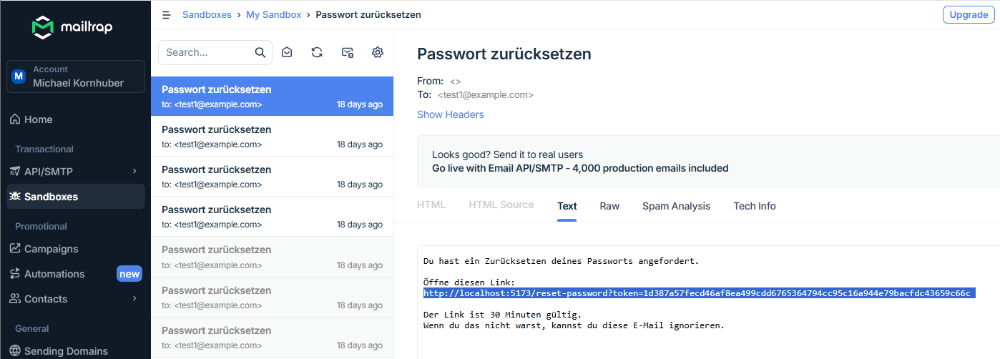 mailtrap
Account
M
Michael Kornhuber
Home
Transactional
API/SMTP
Sandboxes
Promotional
Campaigns
Automations new
Contacts
General
Sending Domains
Sandboxes › My Sandbox › Passwort zurücksetzen
Upgrade
Search...
Passwort zurücksetzen
to: <test1@example.com> 18 days ago
Passwort zurücksetzen
to: <test1@example.com> 18 days ago
Passwort zurücksetzen
to: <test1@example.com> 18 days ago
Passwort zurücksetzen
to: <test1@example.com> 18 days ago
Passwort zurücksetzen
to: <test1@example.com> 18 days ago
Passwort zurücksetzen
to: <test1@example.com> 18 days ago
Passwort zurücksetzen
to: <test1@example.com> 18 days ago
Passwort zurücksetzen
From: <>
To: <test1@example.com>
Show Headers
Looks good? Send it to real users
Go live with Email API/SMTP - 4,000 production emails included
HTML HTML Source Text Raw Spam Analysis Tech Info
Du hast ein Zurücksetzen deines Passworts angefordert.
Öffne diesen Link:
http://localhost:5173/reset-password?token=1d387a57fecd46af8ea499cdd6765364794cc95c16a944e79bacfdc43659c66c
Der Link ist 30 Minuten gültig.
Wenn du das nicht warst, kannst du diese E-Mail ignorieren.